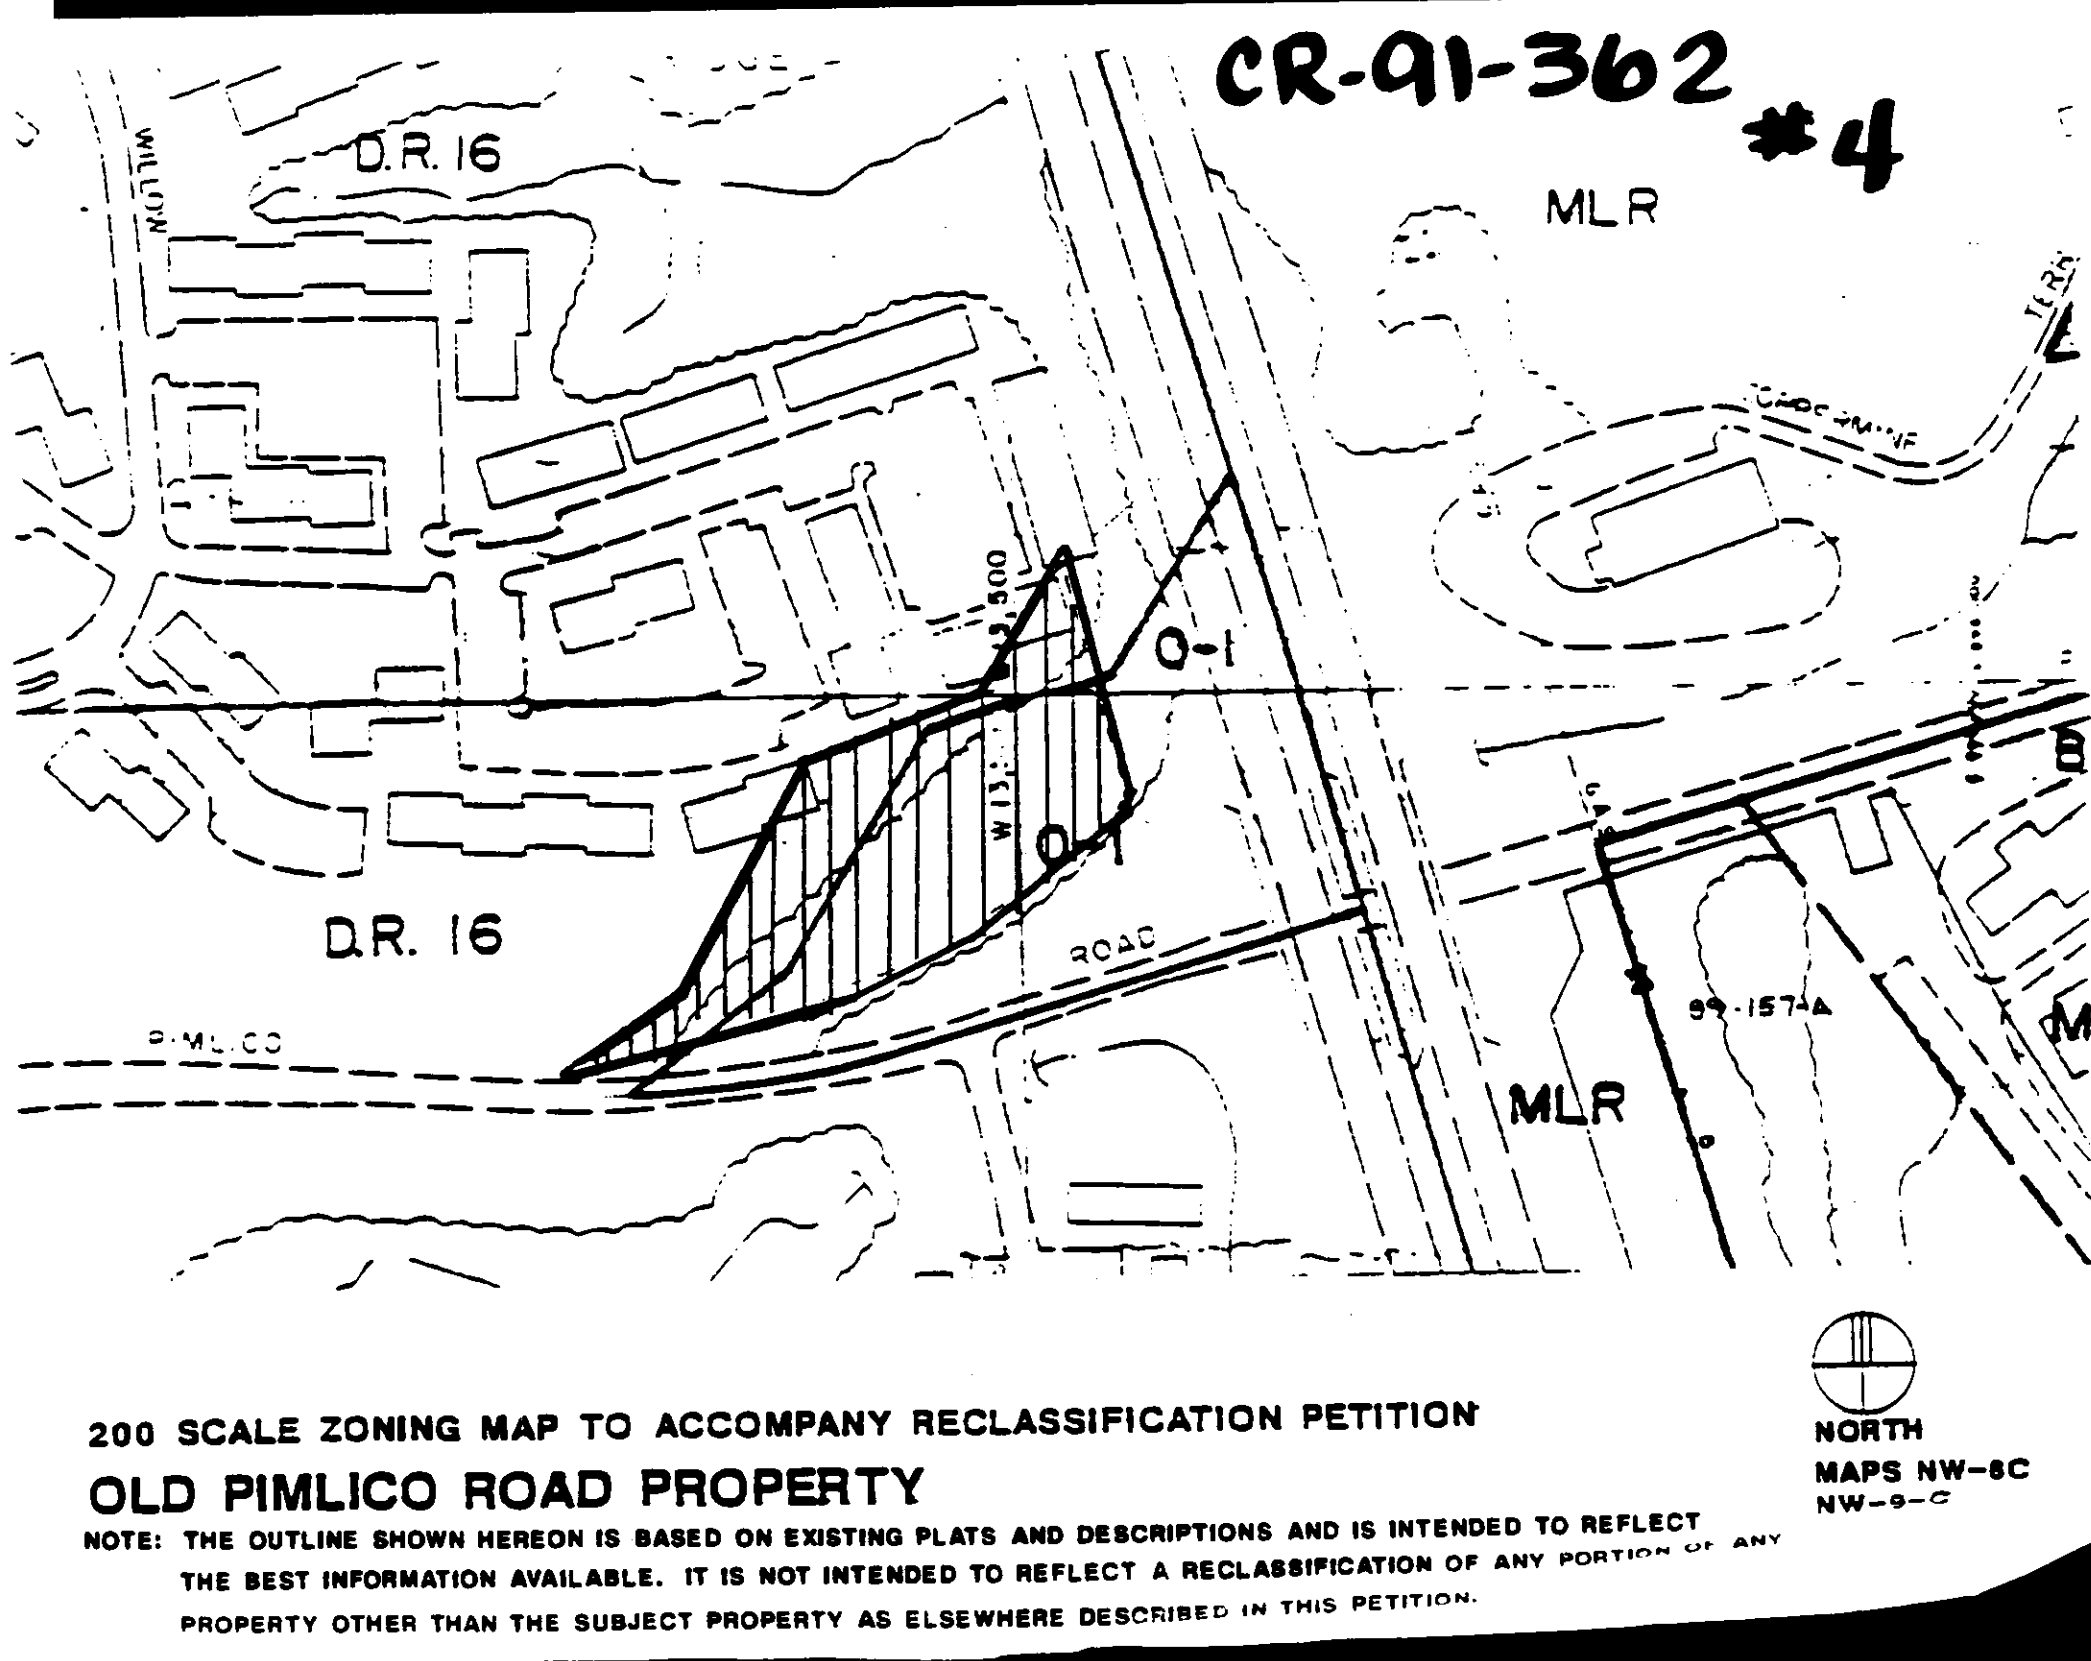 CR-91-362
#4
D.R. 16
WILLOW
MLR
O-1
D.R. 16
ROAD
PIMLICO
89-157-A
MLR
200 SCALE ZONING MAP TO ACCOMPANY RECLASSIFICATION PETITION
OLD PIMLICO ROAD PROPERTY
NOTE: THE OUTLINE SHOWN HEREON IS BASED ON EXISTING PLATS AND DESCRIPTIONS AND IS INTENDED TO REFLECT
THE BEST INFORMATION AVAILABLE. IT IS NOT INTENDED TO REFLECT A RECLASSIFICATION OF ANY PORTION OF ANY
PROPERTY OTHER THAN THE SUBJECT PROPERTY AS ELSEWHERE DESCRIBED IN THIS PETITION.
NORTH
MAPS NW-8C
NW-9-C